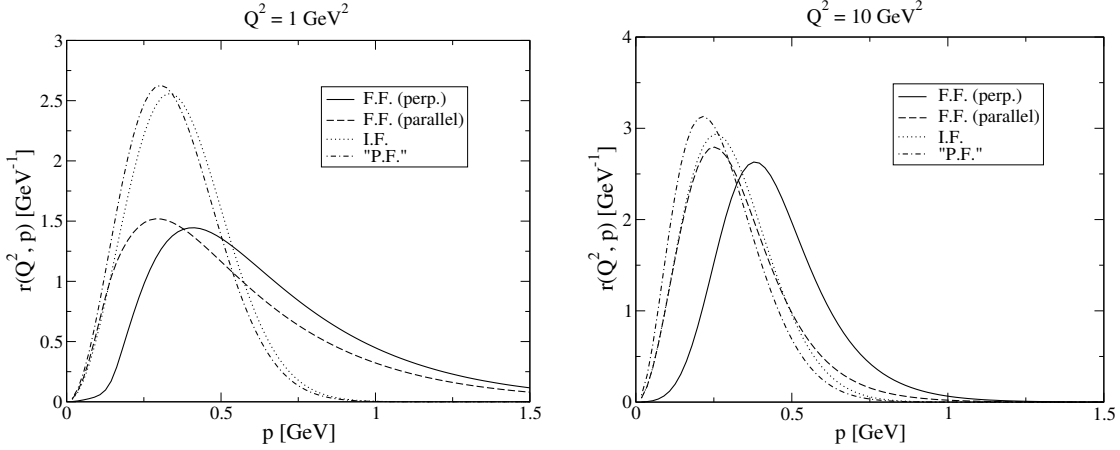 Q² = 1 GeV²
3
2.5
2
1.5
1
0.5
0
r(Q², p) [GeV⁻¹]
F.F. (perp.)
F.F. (parallel)
I.F.
"P.F."
0 0.5 1 1.5
p [GeV]
Q² = 10 GeV²
4
3
2
1
0
r(Q², p) [GeV⁻¹]
F.F. (perp.)
F.F. (parallel)
I.F.
"P.F."
0 0.5 1 1.5
p [GeV]